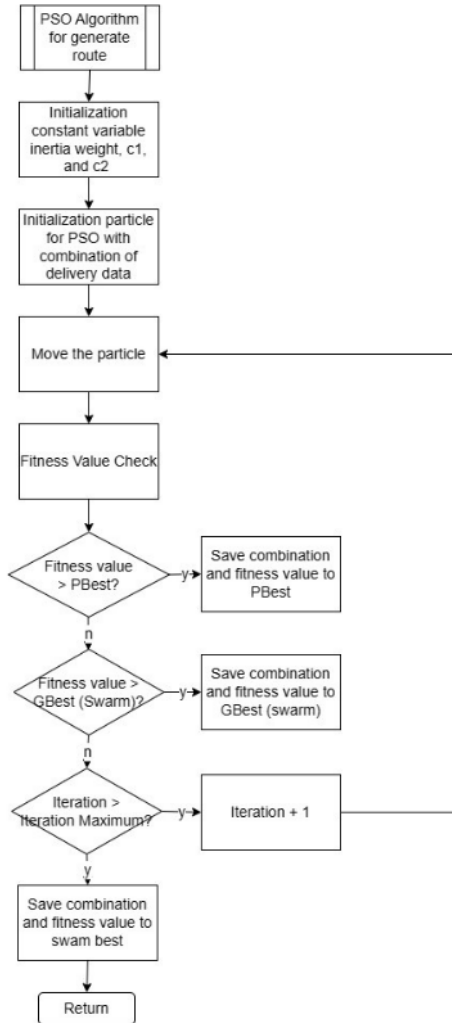 PSO Algorithm
for generate
route
Initialization
constant variable
inertia weight, c1,
and c2
Initialization particle
for PSO with
combination of
delivery data
Move the particle
Fitness Value Check
Fitness value
> PBest?
y
Save combination
and fitness value to
PBest
n
Fitness value >
GBest (Swarm)?
y
Save combination
and fitness value to
GBest (swarm)
n
Iteration >
Iteration Maximum?
y
Iteration + 1
y
Save combination
and fitness value to
swam best
Return